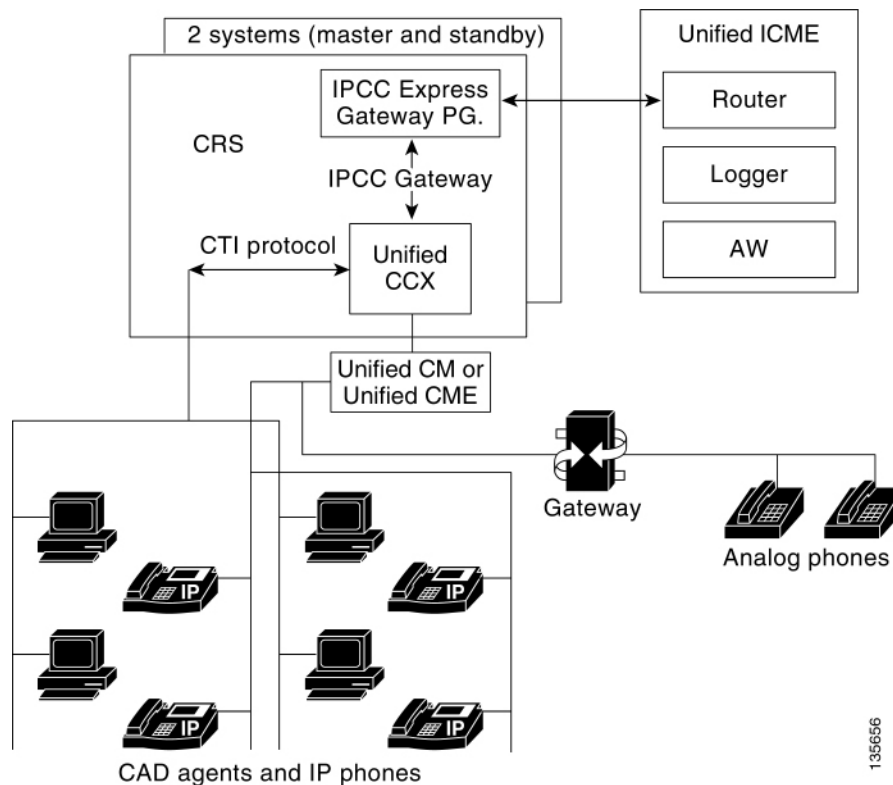 2 systems (master and standby)
Unified ICME
IPCC Express
Gateway PG.
Router
CRS
IPCC Gateway
Logger
CTI protocol
Unified
CCX
AW
Unified CM or
Unified CME
Gateway
Analog phones
IP
IP
IP
IP
CAD agents and IP phones
135656